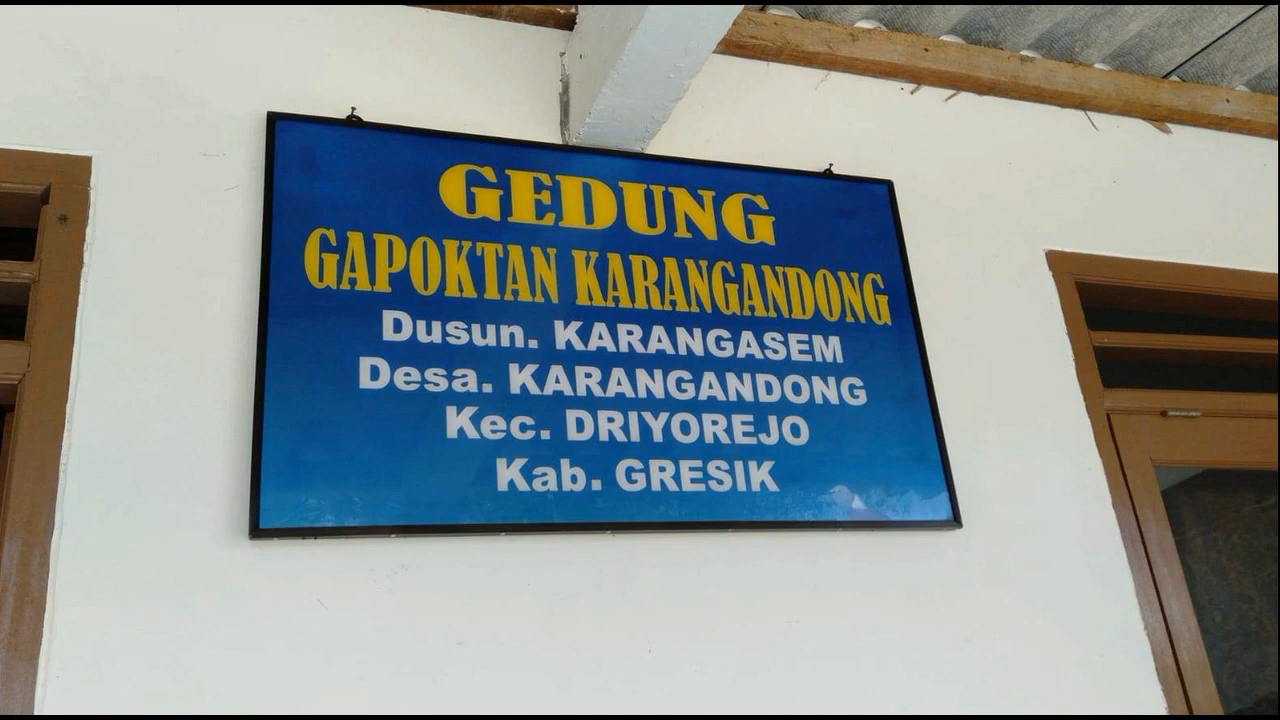 GEDUNG
GAPOKTAN KARANGANDONG
Dusun. KARANGASEM
Desa. KARANGANDONG
Kec. DRIYOREJO
Kab. GRESIK